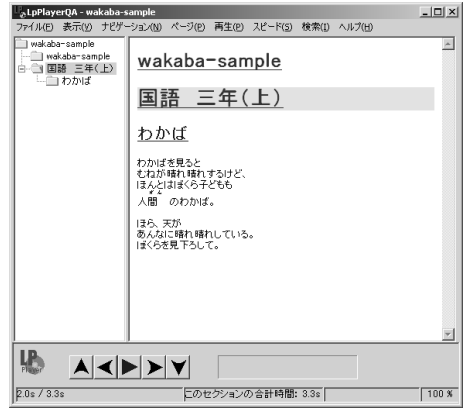 LpPlayerQA - wakaba-sample
ファイル(F) 表示(V) ナビゲーション(N) ページ(P) 再生(P) スピード(S) 検索(I) ヘルプ(H)
wakaba-sample
wakaba-sample
国語 三年(上)
わかば
wakaba-sample
国語 三年(上)
わかば
わかばを見ると
むねが晴れ晴れするけど、
ほんとはぼくら子どもも
人間 のわかば。
ほら、天が
あんなに晴れ晴れしている。
ぼくらを見下ろして。
LP
Player
2.0s / 3.3s
このセクションの合計時間: 3.3s
100 %